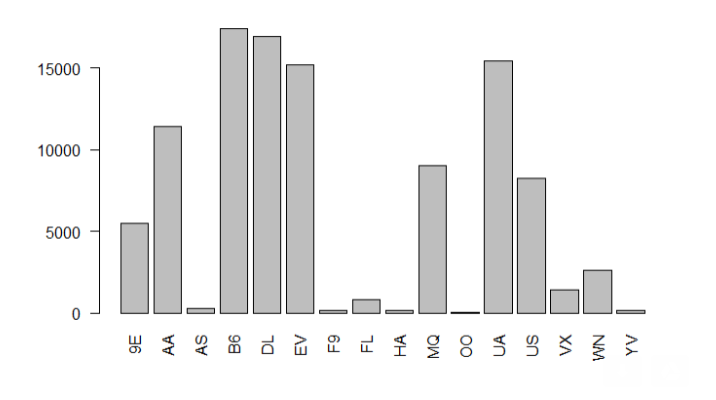 15000
10000
5000
0
9E AA AS B6 DL EV F9 FL HA MQ OO UA US VX WN YV